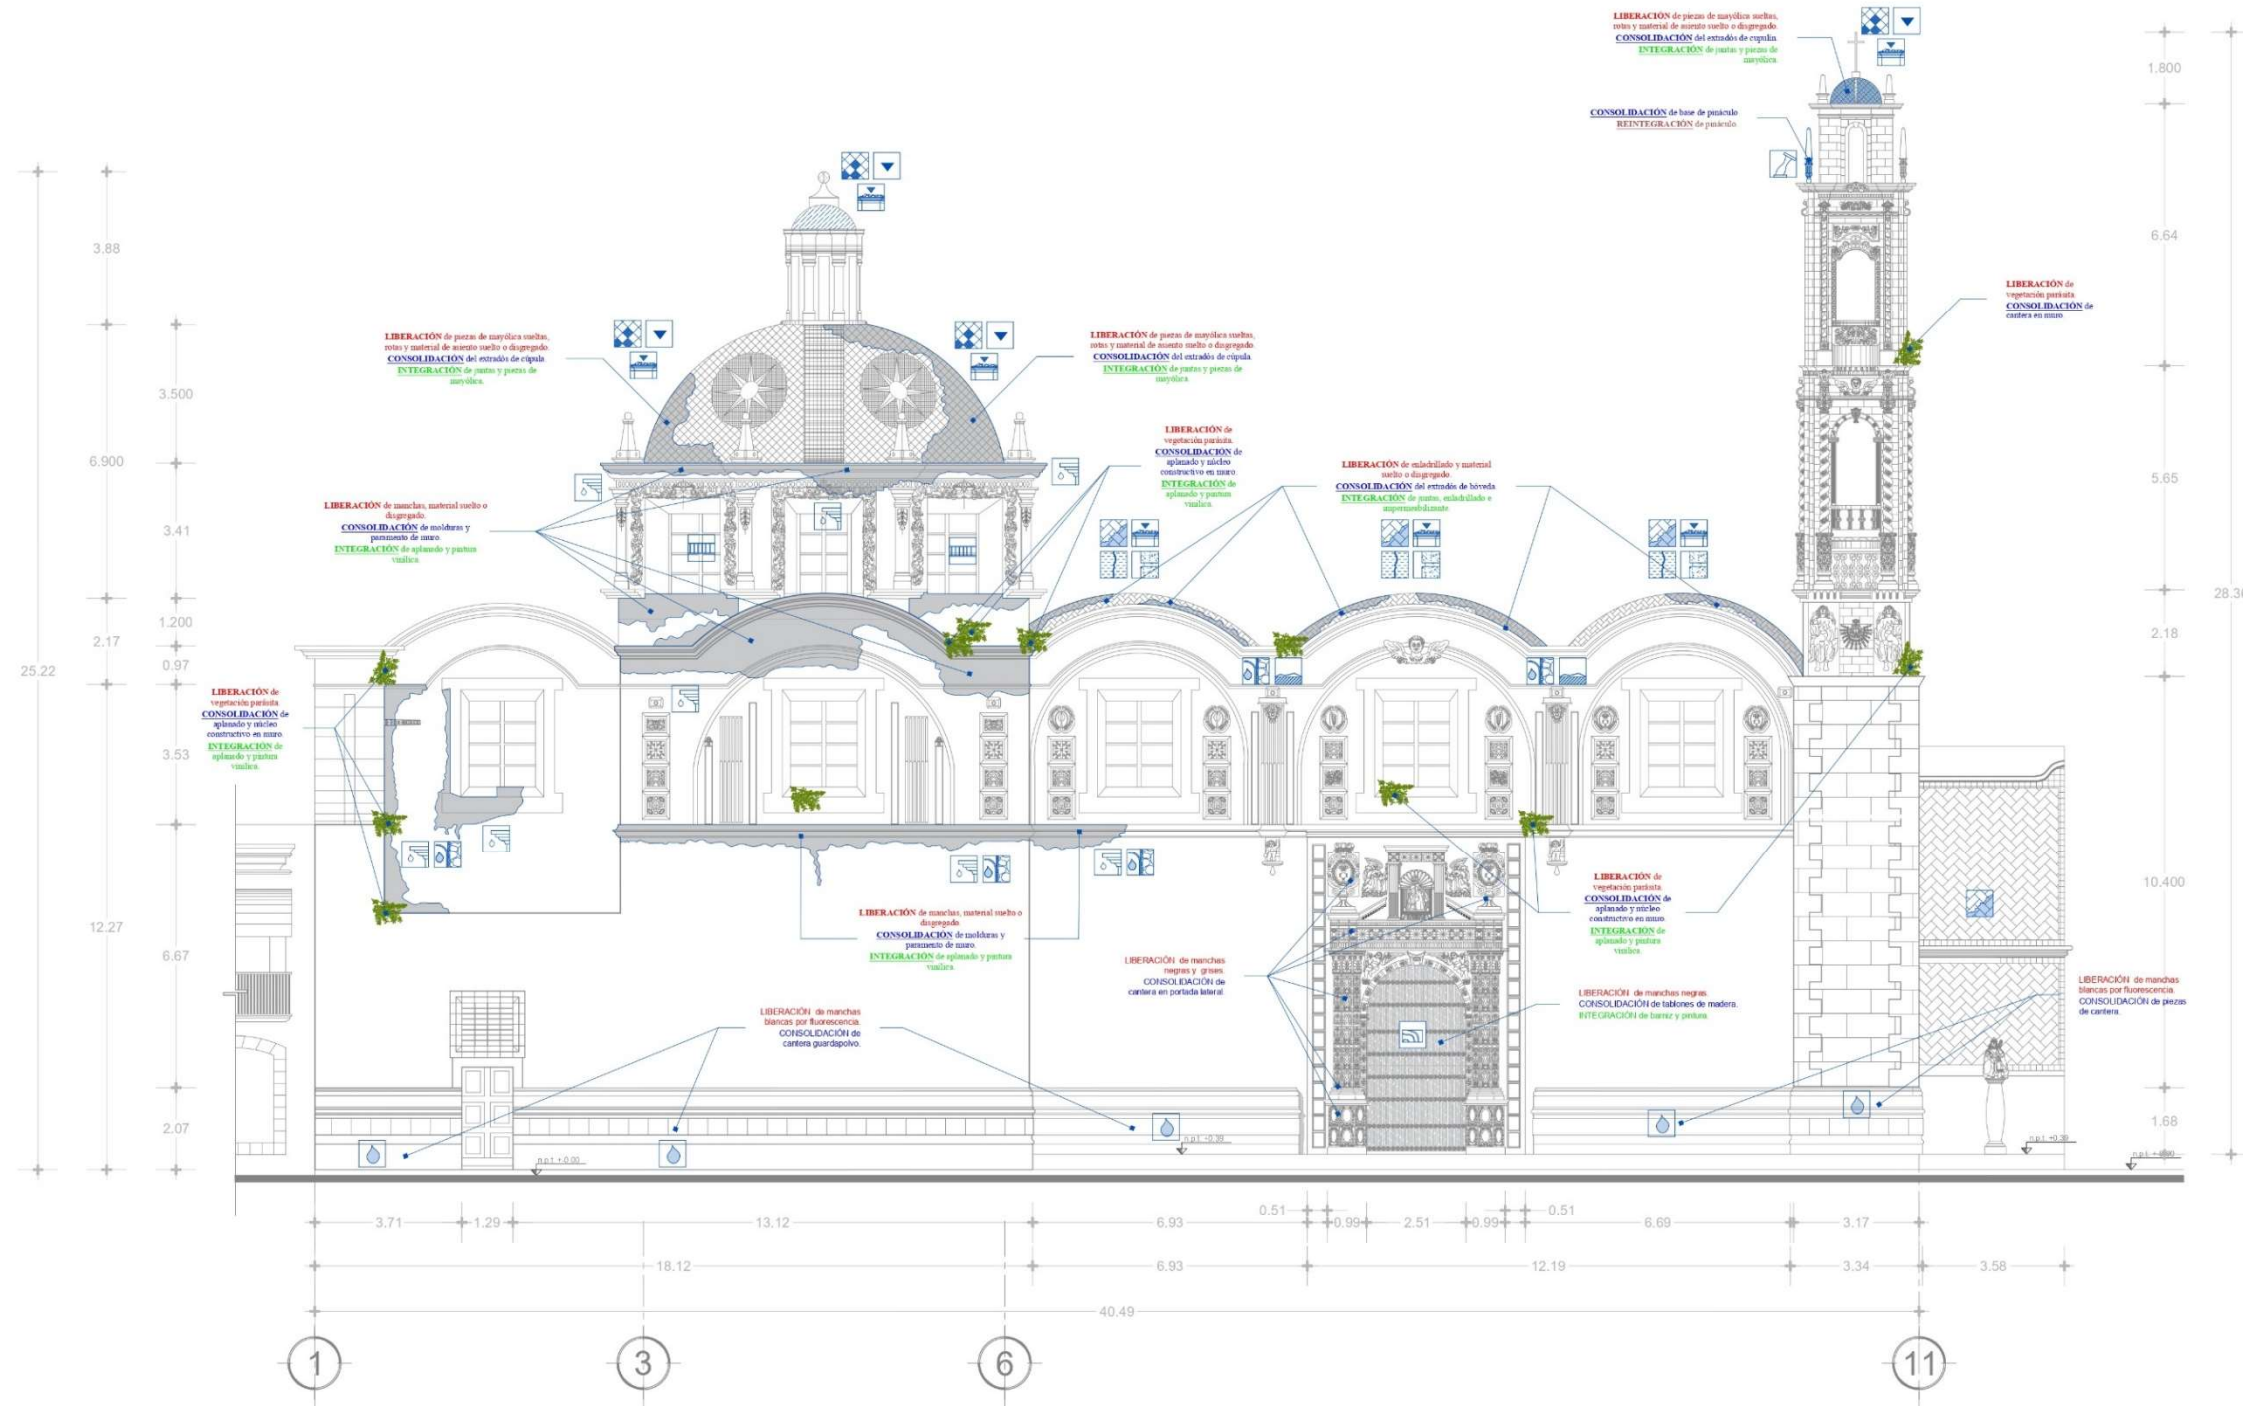 LIBERACIÓN de piezas de mayólica sueltas,
rotas y material de asiento suelto o disgregado.
CONSOLIDACIÓN del extradós de cupulín.
INTEGRACIÓN de juntas y piezas de
mayólica.
CONSOLIDACIÓN de base de pináculo
REINTEGRACIÓN de pináculo.
1.800
6.64
5.65
2.18
10.400
1.68
25.22
3.88
6.900
2.17
12.27
3.500
3.41
1.200
0.97
3.53
6.67
2.07
LIBERACIÓN de
vegetación parásita.
CONSOLIDACIÓN de
cantera en muro.
LIBERACIÓN de piezas de mayólica sueltas,
rotas y material de asiento suelto o disgregado.
CONSOLIDACIÓN del extradós de cúpula.
INTEGRACIÓN de juntas y piezas de
mayólica.
LIBERACIÓN de piezas de mayólica sueltas,
rotas y material de asiento suelto o disgregado.
CONSOLIDACIÓN del extradós de cúpula.
INTEGRACIÓN de juntas y piezas de
mayólica.
LIBERACIÓN de
vegetación parásita.
CONSOLIDACIÓN de
aplanado y núcleo
constructivo en muro.
INTEGRACIÓN de
aplanado y pintura
vinílica.
LIBERACIÓN de enladrillado y material
suelto o disgregado.
CONSOLIDACIÓN del extradós de bóveda.
INTEGRACIÓN de juntas, enladrillado e
impermeabilizante.
LIBERACIÓN de manchas, material suelto o
disgregado.
CONSOLIDACIÓN de molduras y
paramento de muro.
INTEGRACIÓN de aplanado y pintura
vinílica.
LIBERACIÓN de
vegetación parásita.
CONSOLIDACIÓN de
aplanado y núcleo
constructivo en muro.
INTEGRACIÓN de
aplanado y pintura
vinílica.
LIBERACIÓN de manchas, material suelto o
disgregado.
CONSOLIDACIÓN de molduras y
paramento de muro.
INTEGRACIÓN de aplanado y pintura
vinílica.
LIBERACIÓN de
vegetación parásita.
CONSOLIDACIÓN de
aplanado y núcleo
constructivo en muro.
INTEGRACIÓN de
aplanado y pintura
vinílica.
LIBERACIÓN de manchas
negras y grises.
CONSOLIDACIÓN de
cantera en portada lateral.
LIBERACIÓN de manchas negras.
CONSOLIDACIÓN de tablones de madera.
INTEGRACIÓN de barniz y pintura.
LIBERACIÓN de manchas
blancas por fluorescencia.
CONSOLIDACIÓN de piezas
de cantera.
LIBERACIÓN de manchas
blancas por fluorescencia.
CONSOLIDACIÓN de
cantera guardapolvo.
n.p.t. +0.39
n.p.t. +0.39
n.p.t. +-0.00
3.71 1.29 13.12 6.93 0.51 0.99 2.51 0.99 0.51 6.69 3.17
18.12 6.93 12.19 3.34 3.58
40.49
1 3 6 11